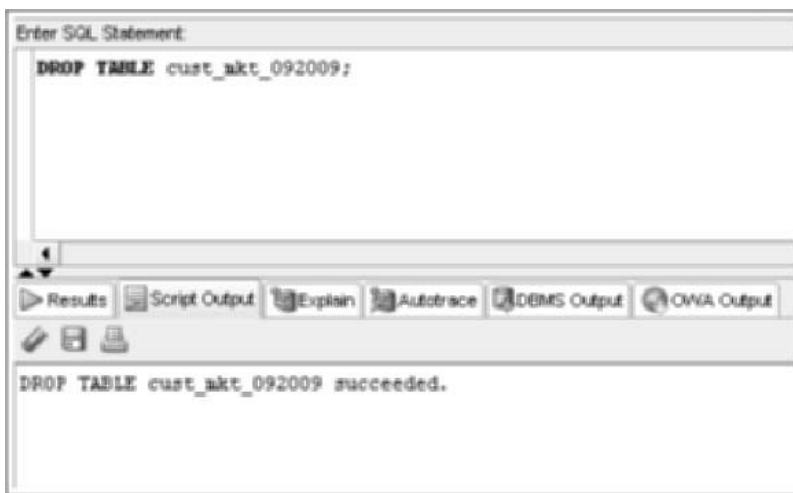 Enter SQL Statement:
DROP TABLE cust_mkt_092009;
Results Script Output Explain Autotrace DBMS Output OWA Output
DROP TABLE cust_mkt_092009 succeeded.